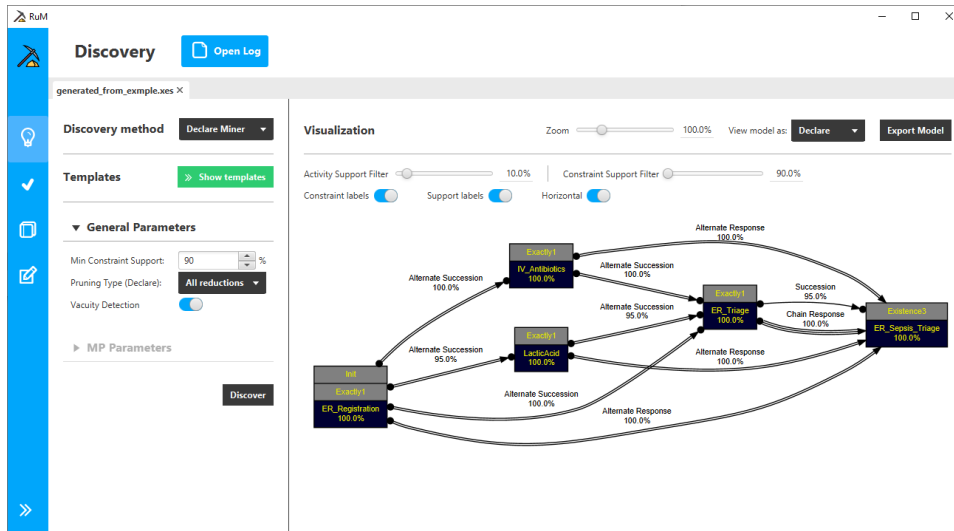 RuM
Discovery
Open Log
generated_from_exmple.xes ×
Discovery method
Declare Miner
Templates
Show templates
General Parameters
Min Constraint Support:
90
%
Pruning Type (Declare):
All reductions
Vacuity Detection
MP Parameters
Discover
Visualization
Zoom
100.0%
View model as:
Declare
Export Model
Activity Support Filter
10.0%
Constraint Support Filter
90.0%
Constraint labels
Support labels
Horizontal
Alternate Response
100.0%
Exactly1
IV_Antibiotics
100.0%
Alternate Succession
100.0%
Alternate Succession
100.0%
Exactly1
ER_Triage
100.0%
Succession
95.0%
Chain Response
100.0%
Existence3
ER_Sepsis_Triage
100.0%
Alternate Succession
95.0%
Exactly1
LacticAcid
100.0%
Alternate Succession
95.0%
Alternate Response
100.0%
Init
Exactly1
ER_Registration
100.0%
Alternate Succession
100.0%
Alternate Response
100.0%